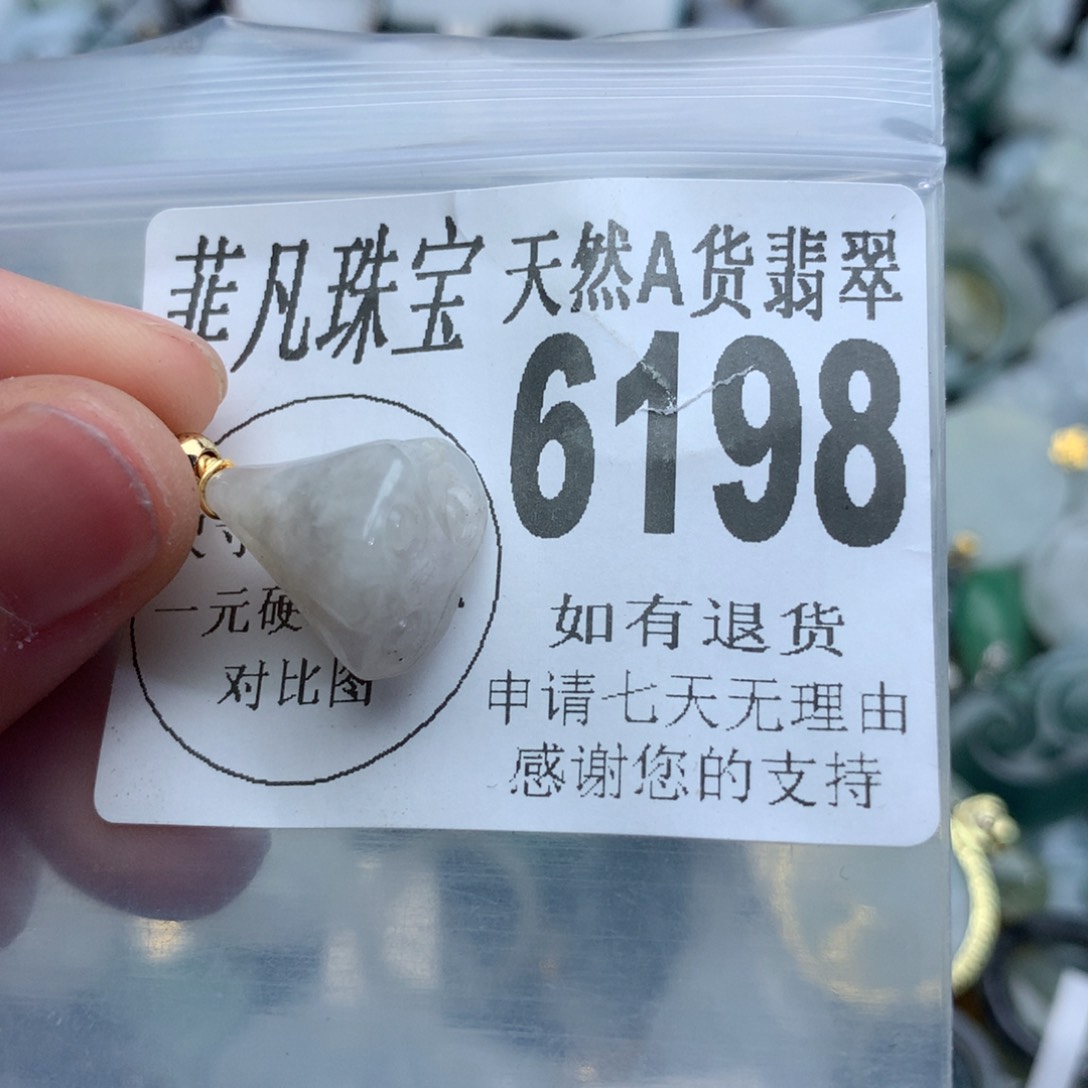 菲凡珠宝
天然A货翡翠
6198
一元硬
对比图
如有退货
申请七天无理由
感谢您的支持